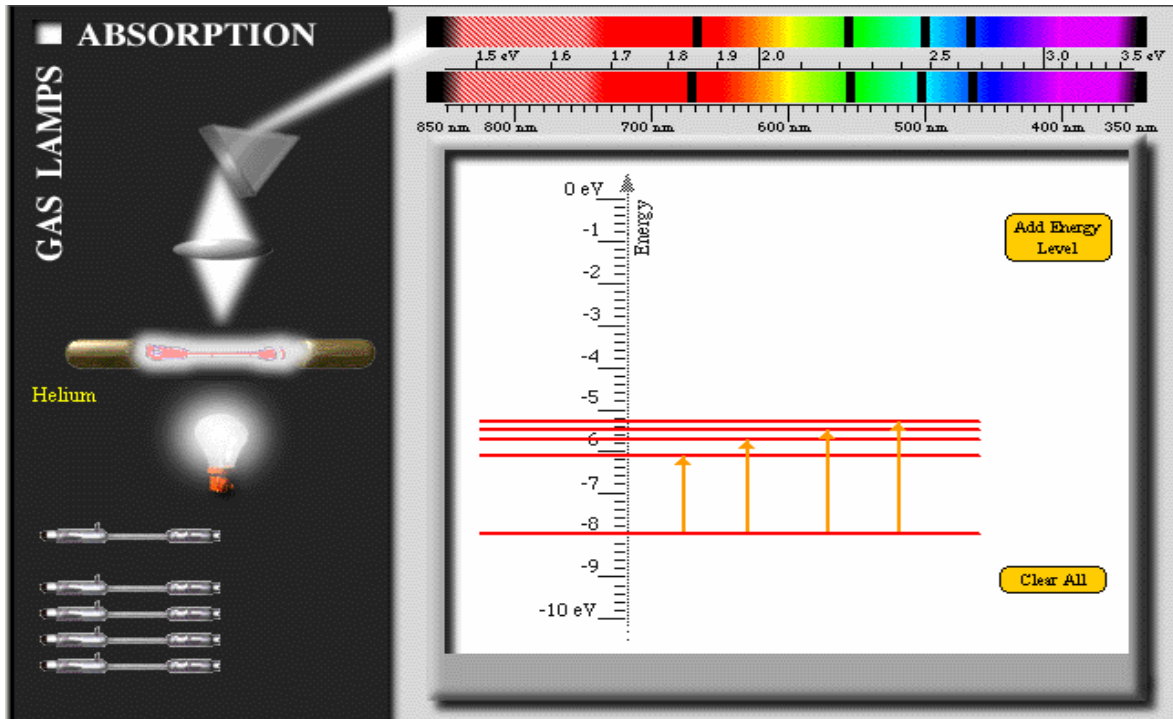 ABSORPTION
GAS LAMPS
Helium
1.5 eV 1.6 1.7 1.8 1.9 2.0 2.5 3.0 3.5 eV
850 nm 800 nm 700 nm 600 nm 500 nm 400 nm 350 nm
0 eV
-1
-2
-3
-4
-5
6
-7
-8
-9
-10 eV
Energy
Add Energy
Level
Clear All